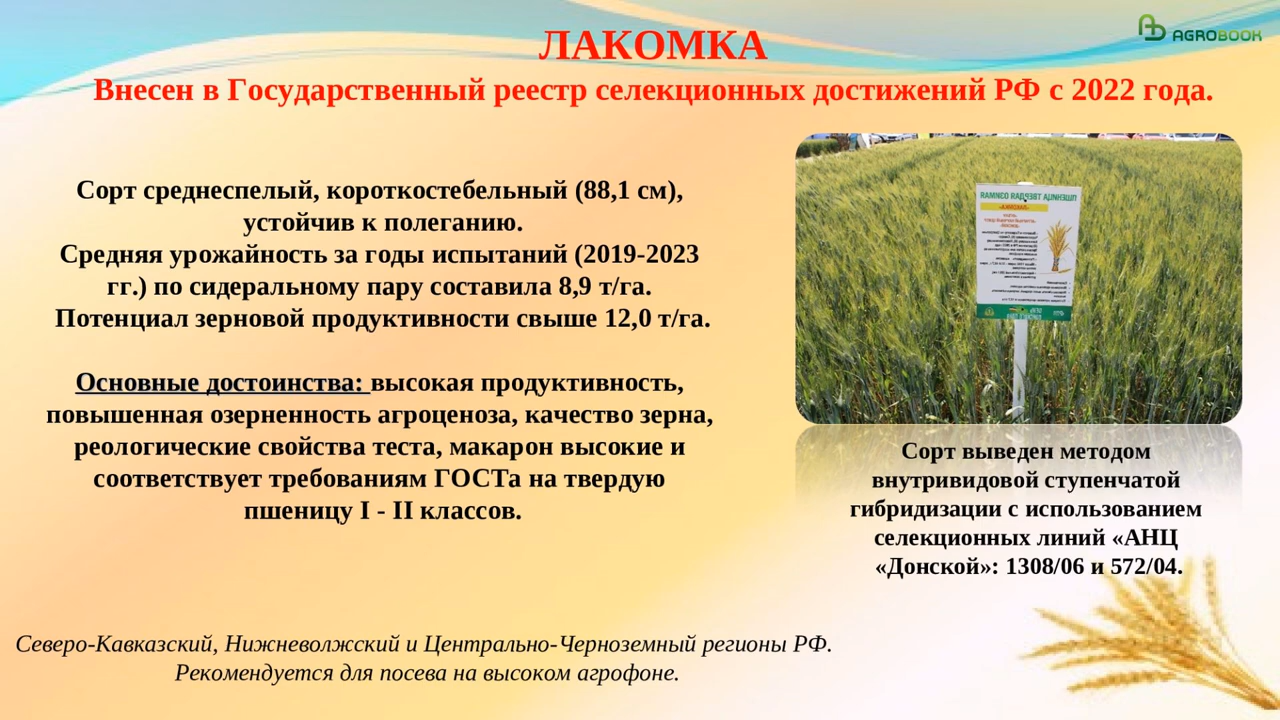 ЛАКОМКА
AGROBOOK
Внесен в Государственный реестр селекционных достижений РФ с 2022 года.
Сорт среднеспелый, короткостебельный (88,1 см),
устойчив к полеганию.
Средняя урожайность за годы испытаний (2019-2023
гг.) по сидеральному пару составила 8,9 т/га.
Потенциал зерновой продуктивности свыше 12,0 т/га.
Основные достоинства: высокая продуктивность,
повышенная озерненность агроценоза, качество зерна,
реологические свойства теста, макарон высокие и
соответствует требованиям ГОСТа на твердую
пшеницу I - II классов.
ПШЕНИЦА ТВЕРДАЯ ОЗИМАЯ
Сорт выведен методом
внутривидовой ступенчатой
гибридизации с использованием
селекционных линий «АНЦ
«Донской»: 1308/06 и 572/04.
Северо-Кавказский, Нижневолжский и Центрально-Черноземный регионы РФ.
Рекомендуется для посева на высоком агрофоне.